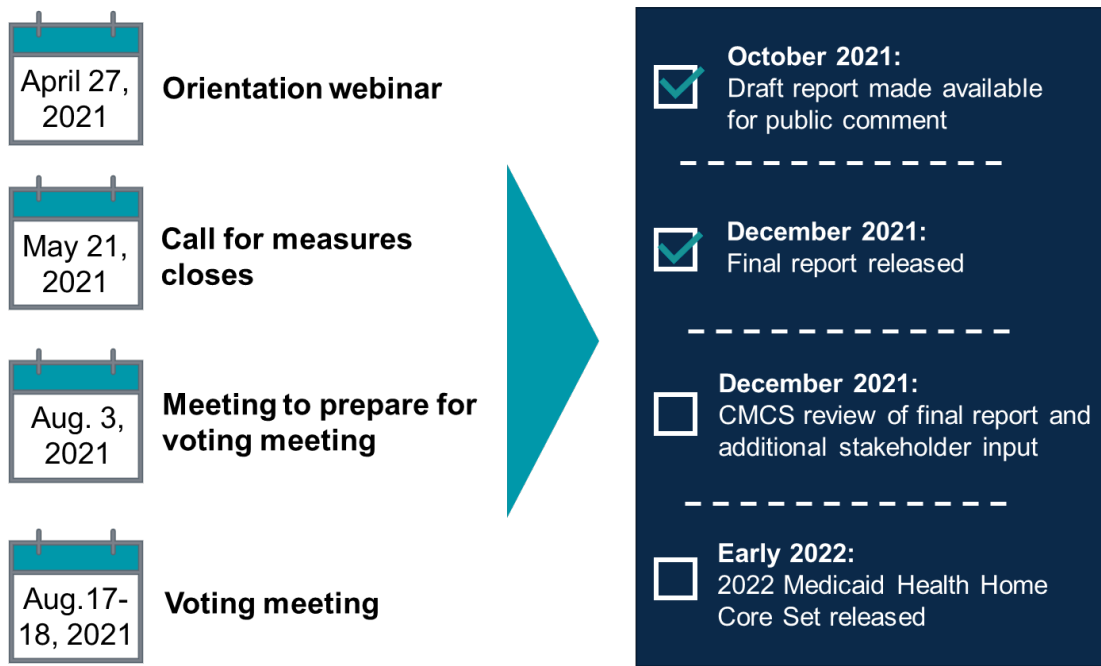 April 27,
2021
Orientation webinar
May 21,
2021
Call for measures
closes
Aug. 3,
2021
Meeting to prepare for
voting meeting
Aug.17-
18, 2021
Voting meeting
October 2021:
Draft report made available
for public comment
December 2021:
Final report released
December 2021:
CMCS review of final report and
additional stakeholder input
Early 2022:
2022 Medicaid Health Home
Core Set released